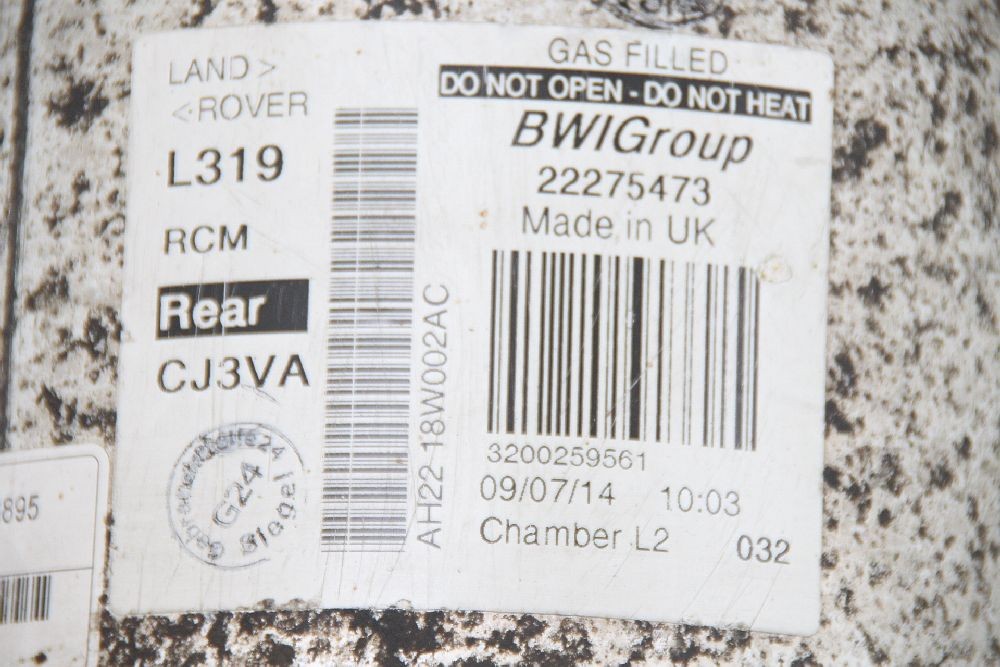 LAND >
< ROVER
L319
RCM
Rear
CJ3VA
G24
Siegel
AH22 18W002AC
GAS FILLED
DO NOT OPEN - DO NOT HEAT
BWIGroup
22275473
Made in UK
3200259561
09/07/14 10:03
Chamber L2 032
895